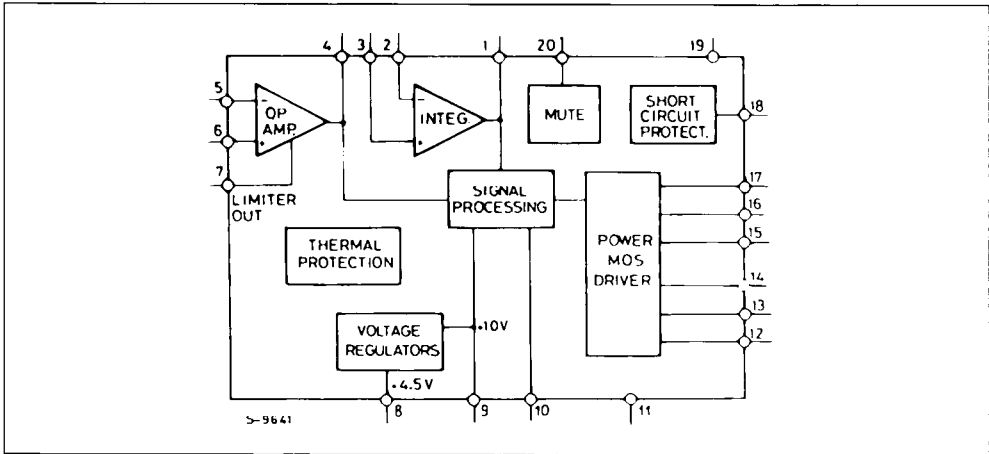 4 3 2 1 20 19
5
OP
AMP.
6
7
LIMITER
OUT
INTEG.
MUTE
SHORT
CIRCUIT
PROTECT.
18
SIGNAL
PROCESSING
THERMAL
PROTECTION
POWER
MOS
DRIVER
17
16
15
14
13
12
VOLTAGE
REGULATORS
+10V
+4.5V
8 9 10 11
S-9641